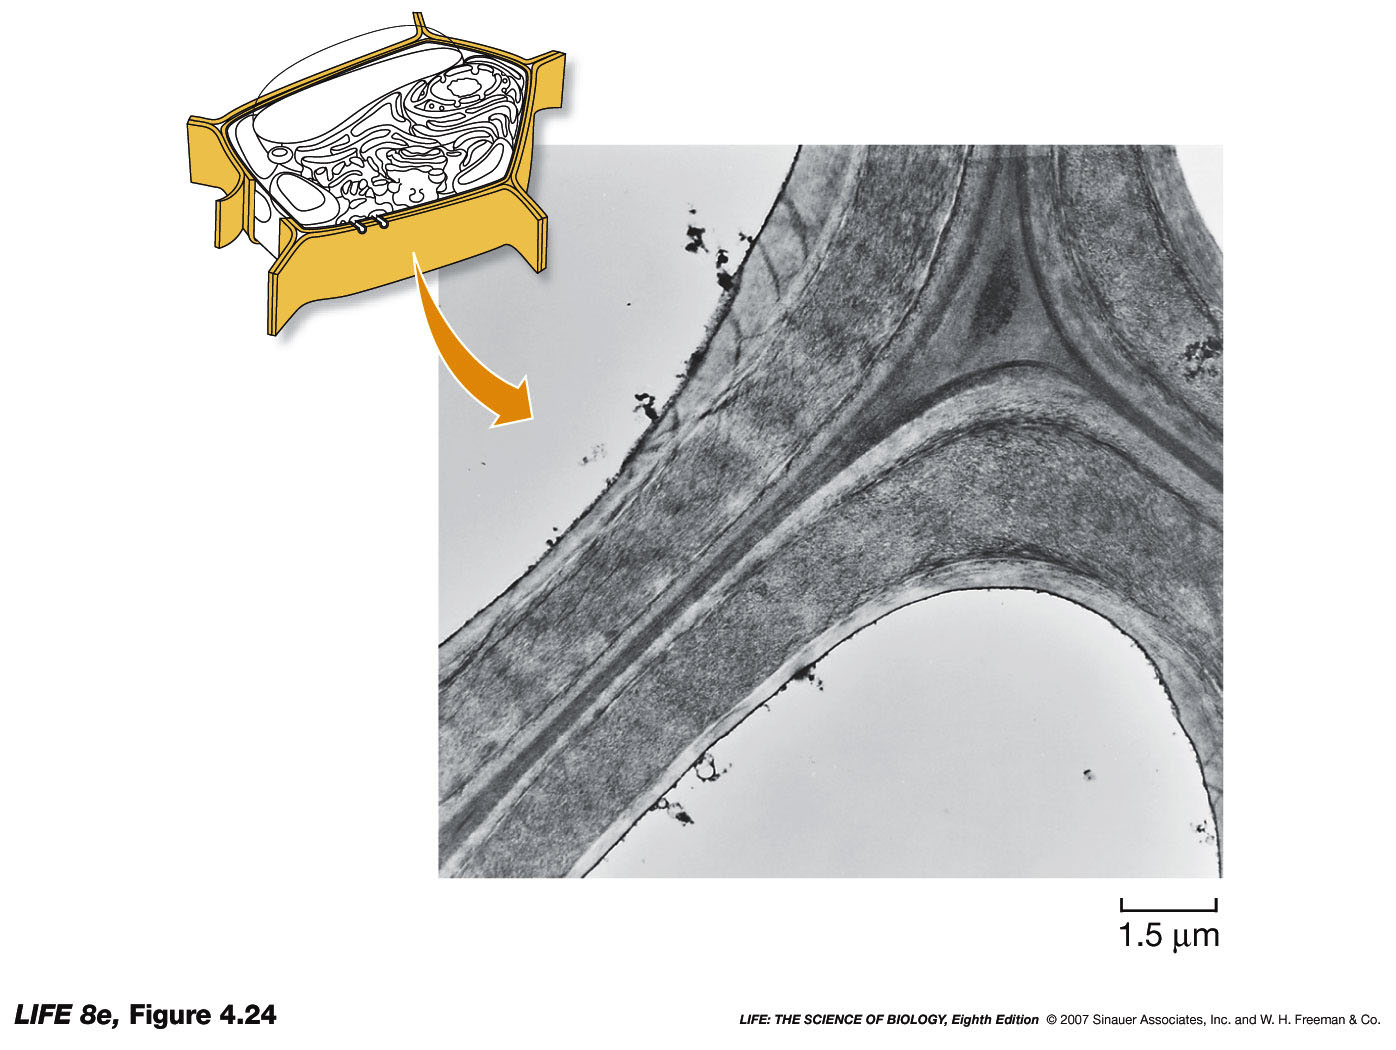 1.5 μm
LIFE 8e, Figure 4.24
LIFE: THE SCIENCE OF BIOLOGY, Eighth Edition © 2007 Sinauer Associates, Inc. and W. H. Freeman & Co.